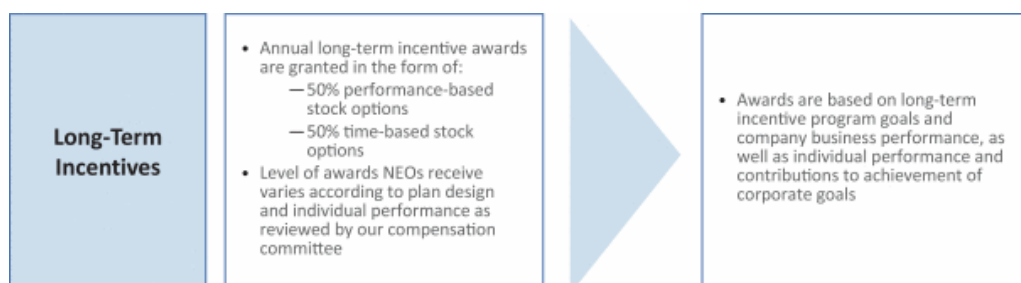 Long-Term
Incentives
• Annual long-term incentive awards
are granted in the form of:
—50% performance-based
stock options
—50% time-based stock
options
• Level of awards NEOs receive
varies according to plan design
and individual performance as
reviewed by our compensation
committee
• Awards are based on long-term
incentive program goals and
company business performance, as
well as individual performance and
contributions to achievement of
corporate goals